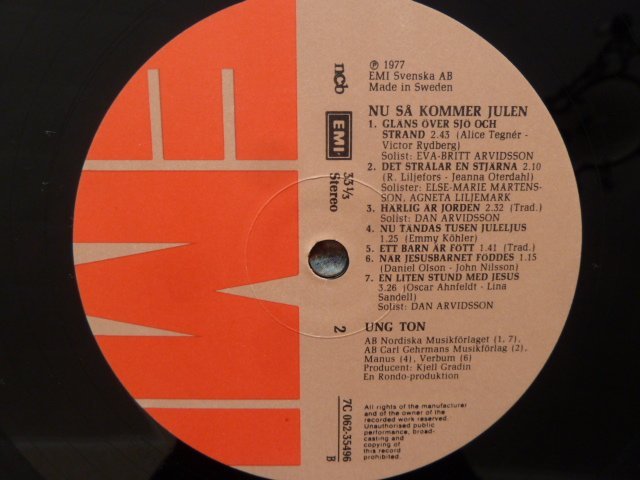 ℗ 1977
EMI Svenska AB
Made in Sweden
ncb
EMI
33⅓
Stereo
2
7C 062-35496
B
NU SÅ KOMMER JULEN
1. GLANS ÖVER SJÖ OCH
STRAND 2.43 (Alice Tegnér-
Victor Rydberg)
Solist: EVA-BRITT ARVIDSSON
2. DET STRÅLAR EN STJÄRNA 2.10
(R. Liljefors - Jeanna Oterdahl)
Solister: ELSE-MARIE MARTENS-
SON, AGNETA LILJEMARK
3. HÄRLIG ÄR JORDEN 2.32 (Trad.)
Solist: DAN ARVIDSSON
4. NU TÄNDAS TUSEN JULELJUS
1.25 (Emmy Köhler)
5. ETT BARN ÄR FÖTT 1.41 (Trad.)
6. NÄR JESUSBARNET FÖDDES 1.15
(Daniel Olson - John Nilsson)
7. EN LITEN STUND MED JESUS
3.26 (Oscar Ahnfeldt - Lina
Sandell)
Solist: DAN ARVIDSSON
UNG TON
AB Nordiska Musikförlaget (1, 7),
AB Carl Gehrmans Musikförlag (2),
Manus (4), Verbum (6)
Producent: Kjell Gradin
En Rondo-produktion
All rights of the manufacturer
and of the owner of the
recorded work reserved.
Unauthorised public
performance, broad-
casting and
copying of
this record
prohibited.